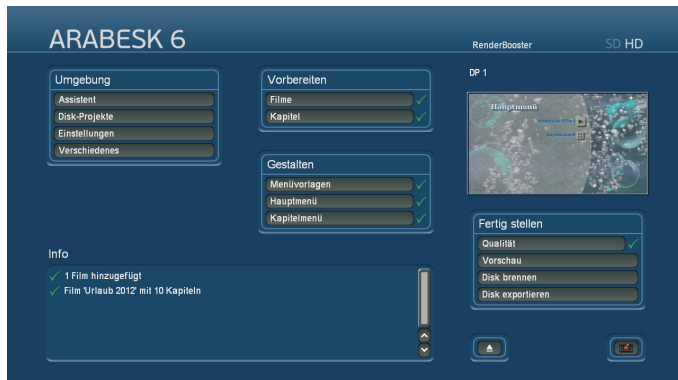 ARABESK 6
RenderBooster
SD HD
Umgebung
Assistent
Disk-Projekte
Einstellungen
Verschiedenes
Vorbereiten
Filme
Kapitel
Gestalten
Menüvorlagen
Hauptmenü
Kapitelmenü
DP 1
Hauptmenü
Fertig stellen
Qualität
Vorschau
Disk brennen
Disk exportieren
Info
1 Film hinzugefügt
Film 'Urlaub 2012' mit 10 Kapiteln